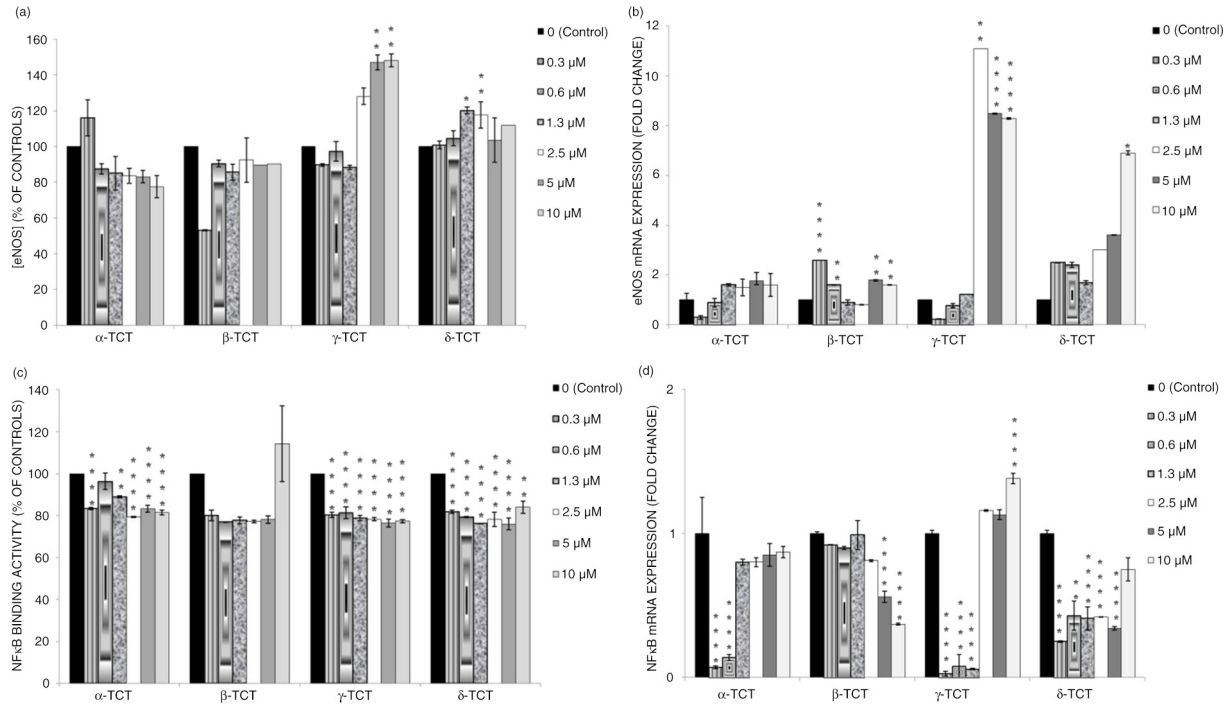 (a)
[eNOS] (% OF CONTROLS)
160
140
120
100
80
60
40
20
0
α-TCT β-TCT γ-TCT δ-TCT
0 (Control)
0.3 µM
0.6 µM
1.3 µM
2.5 µM
5 µM
10 µM
(b)
eNOS mRNA EXPRESSION (FOLD CHANGE)
12
10
8
6
4
2
0
α-TCT β-TCT γ-TCT δ-TCT
0 (Control)
0.3 µM
0.6 µM
1.3 µM
2.5 µM
5 µM
10 µM
(c)
NFκB BINDING ACTIVITY (% OF CONTROLS)
140
120
100
80
60
40
20
0
α-TCT β-TCT γ-TCT δ-TCT
0 (Control)
0.3 µM
0.6 µM
1.3 µM
2.5 µM
5 µM
10 µM
(d)
NFκB mRNA EXPRESSION (FOLD CHANGE)
2
1
0
α-TCT β-TCT γ-TCT δ-TCT
0 (Control)
0.3 µM
0.6 µM
1.3 µM
2.5 µM
5 µM
10 µM